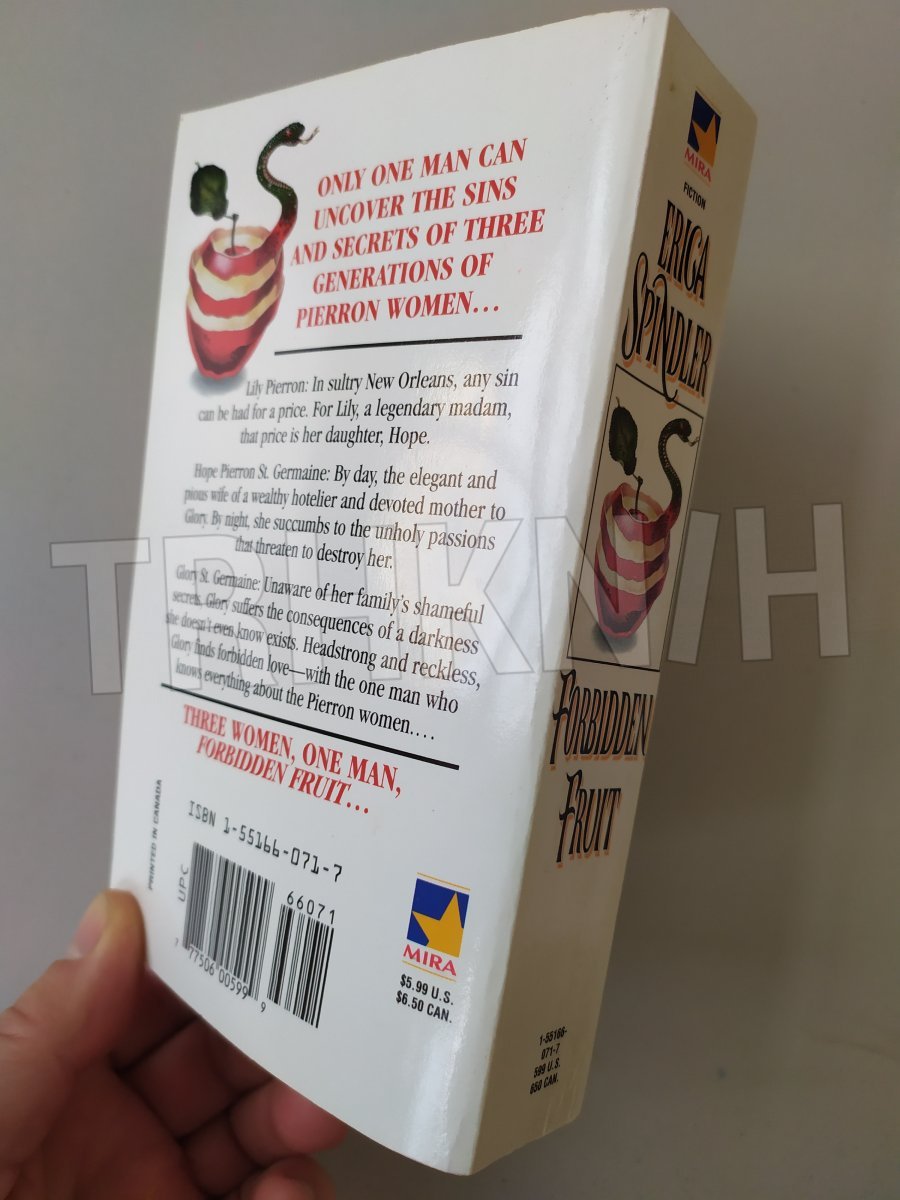 ONLY ONE MAN CAN
UNCOVER THE SINS
AND SECRETS OF THREE
GENERATIONS OF
PIERRON WOMEN...
Lily Pierron: In sultry New Orleans, any sin
can be had for a price. For Lily, a legendary madam,
that price is her daughter, Hope.
Hope Pierron St. Germaine: By day, the elegant and
pious wife of a wealthy hotelier and devoted mother to
Glory. By night, she succumbs to the unholy passions
that threaten to destroy her.
Glory St. Germaine: Unaware of her family's shameful
secrets, Glory suffers the consequences of a darkness
she doesn't even know exists. Headstrong and reckless,
Glory finds forbidden love—with the one man who
knows everything about the Pierron women....
THREE WOMEN, ONE MAN,
FORBIDDEN FRUIT...
PRINTED IN CANADA
ISBN 1-55166-071-7
UPC
66071
7 77506 00599 9
MIRA
$5.99 U.S.
$6.50 CAN.
MIRA
FICTION
ERICA
SPINDLER
FORBIDDEN
FRUIT
1-55166-
071-7
599 U.S.
650 CAN.
TRHKNWH